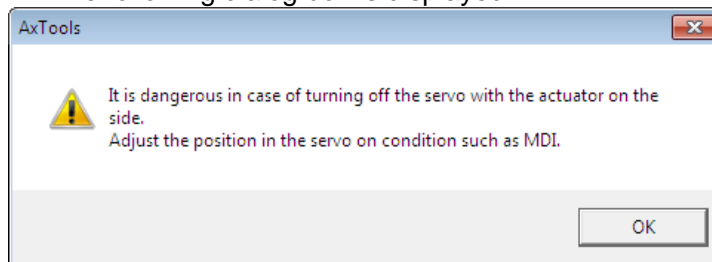 AxTools
It is dangerous in case of turning off the servo with the actuator on the
side.
Adjust the position in the servo on condition such as MDI.
OK